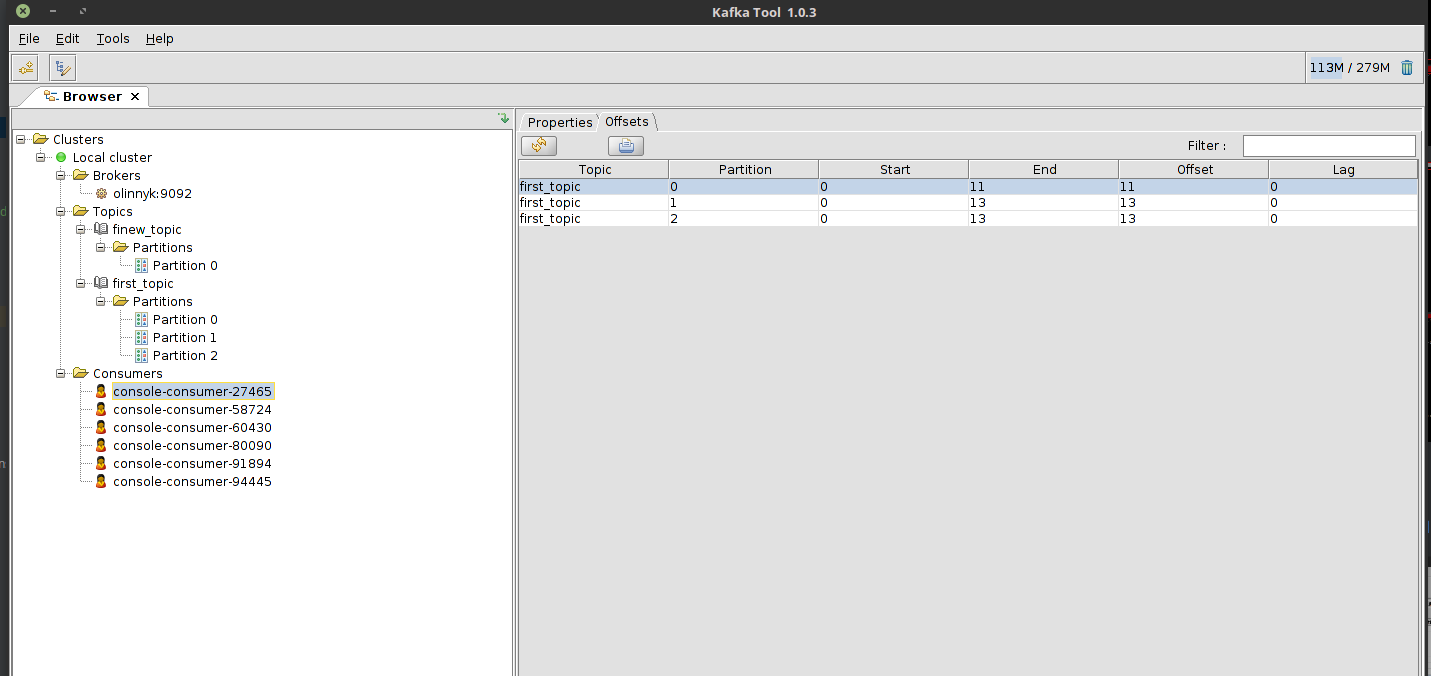 Kafka Tool 1.0.3
File Edit Tools Help
113M / 279M
Browser
Clusters
Local cluster
Brokers
olinnyk:9092
Topics
finew_topic
Partitions
Partition 0
first_topic
Partitions
Partition 0
Partition 1
Partition 2
Consumers
console-consumer-27465
console-consumer-58724
console-consumer-60430
console-consumer-80090
console-consumer-91894
console-consumer-94445
Properties Offsets
Filter :
Topic Partition Start End Offset Lag
first_topic 0 0 11 11 0
first_topic 1 0 13 13 0
first_topic 2 0 13 13 0